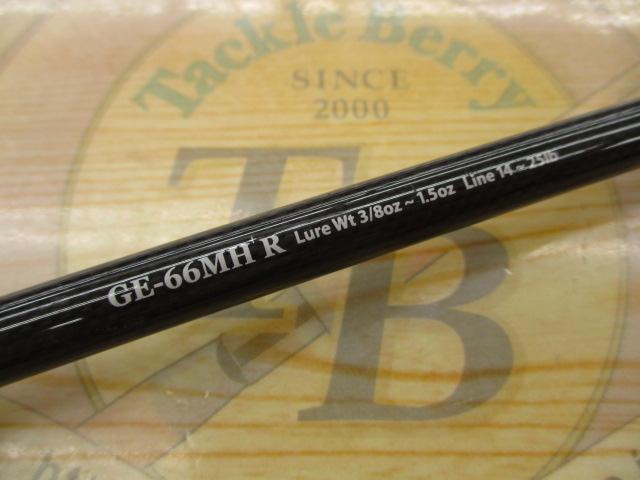 Tackle Berry
SINCE
2000
TB
GE-66MH R Lure Wt 3/8oz ~ 1.5oz Line 14 ~ 25lb